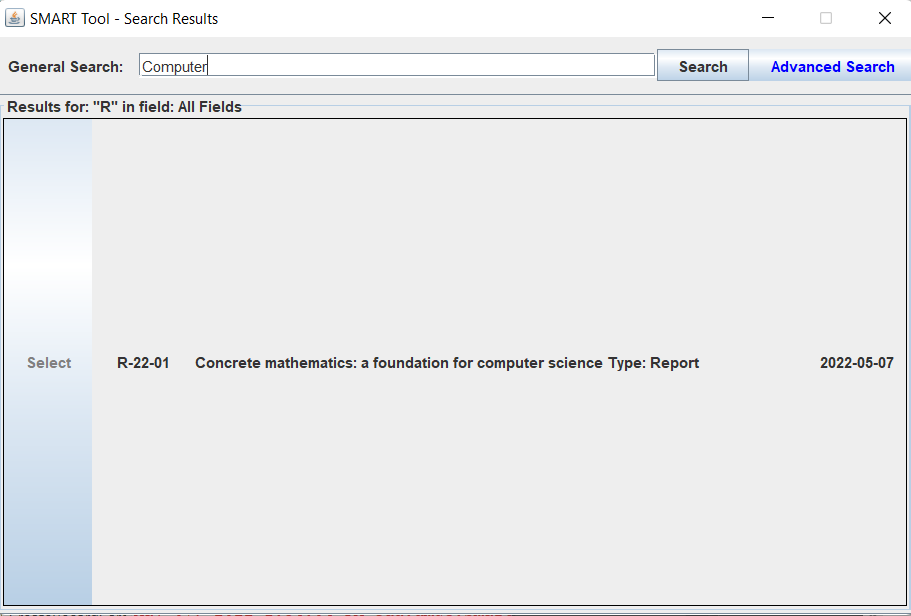 SMART Tool - Search Results
General Search: Computer Search Advanced Search
Results for: "R" in field: All Fields
Select R-22-01 Concrete mathematics: a foundation for computer science Type: Report 2022-05-07